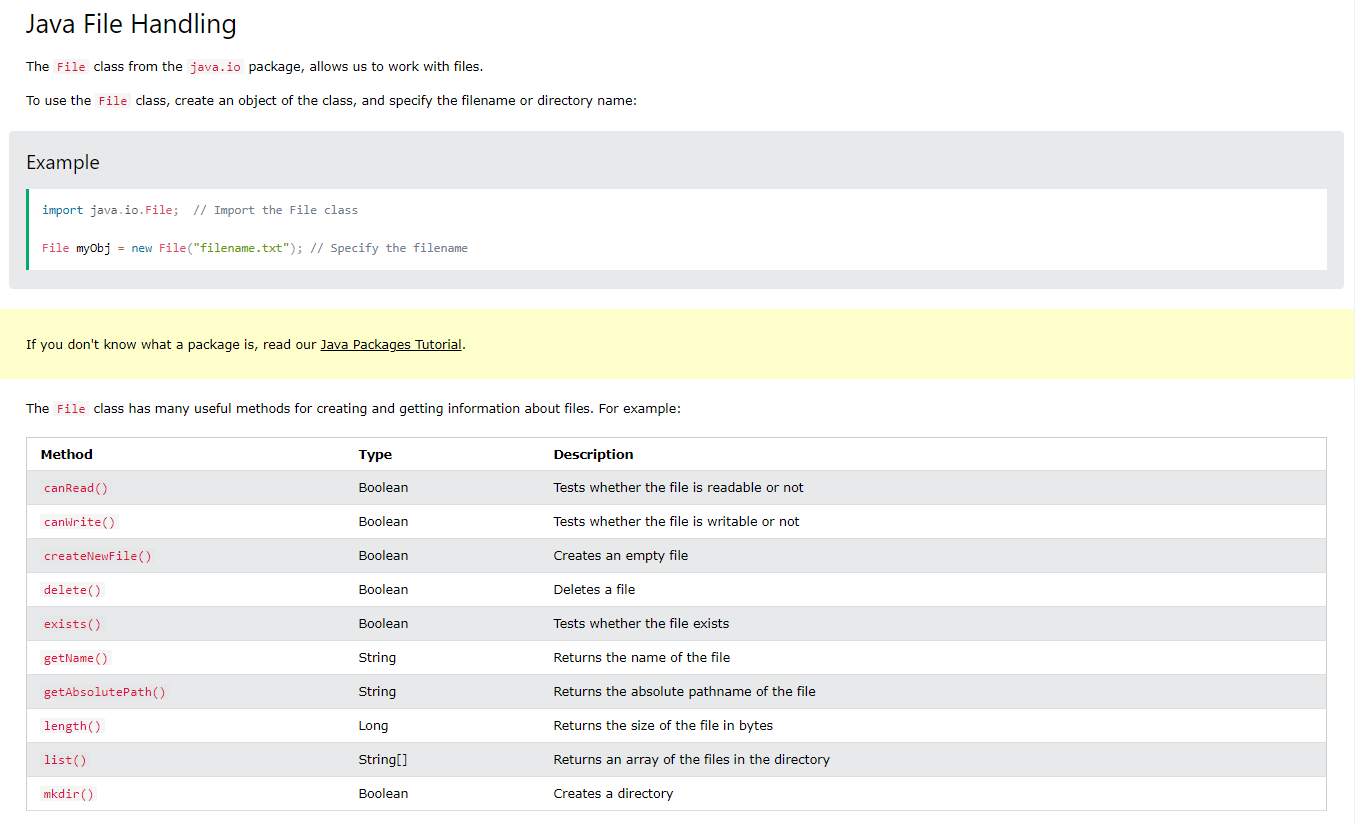 Java File Handling
The File class from the java.io package, allows us to work with files.
To use the File class, create an object of the class, and specify the filename or directory name:
Example
import java.io.File;  // Import the File class
File myObj = new File("filename.txt"); // Specify the filename
If you don't know what a package is, read our Java Packages Tutorial.
The File class has many useful methods for creating and getting information about files. For example:
Method Type Description
canRead() Boolean Tests whether the file is readable or not
canWrite() Boolean Tests whether the file is writable or not
createNewFile() Boolean Creates an empty file
delete() Boolean Deletes a file
exists() Boolean Tests whether the file exists
getName() String Returns the name of the file
getAbsolutePath() String Returns the absolute pathname of the file
length() Long Returns the size of the file in bytes
list() String[] Returns an array of the files in the directory
mkdir() Boolean Creates a directory